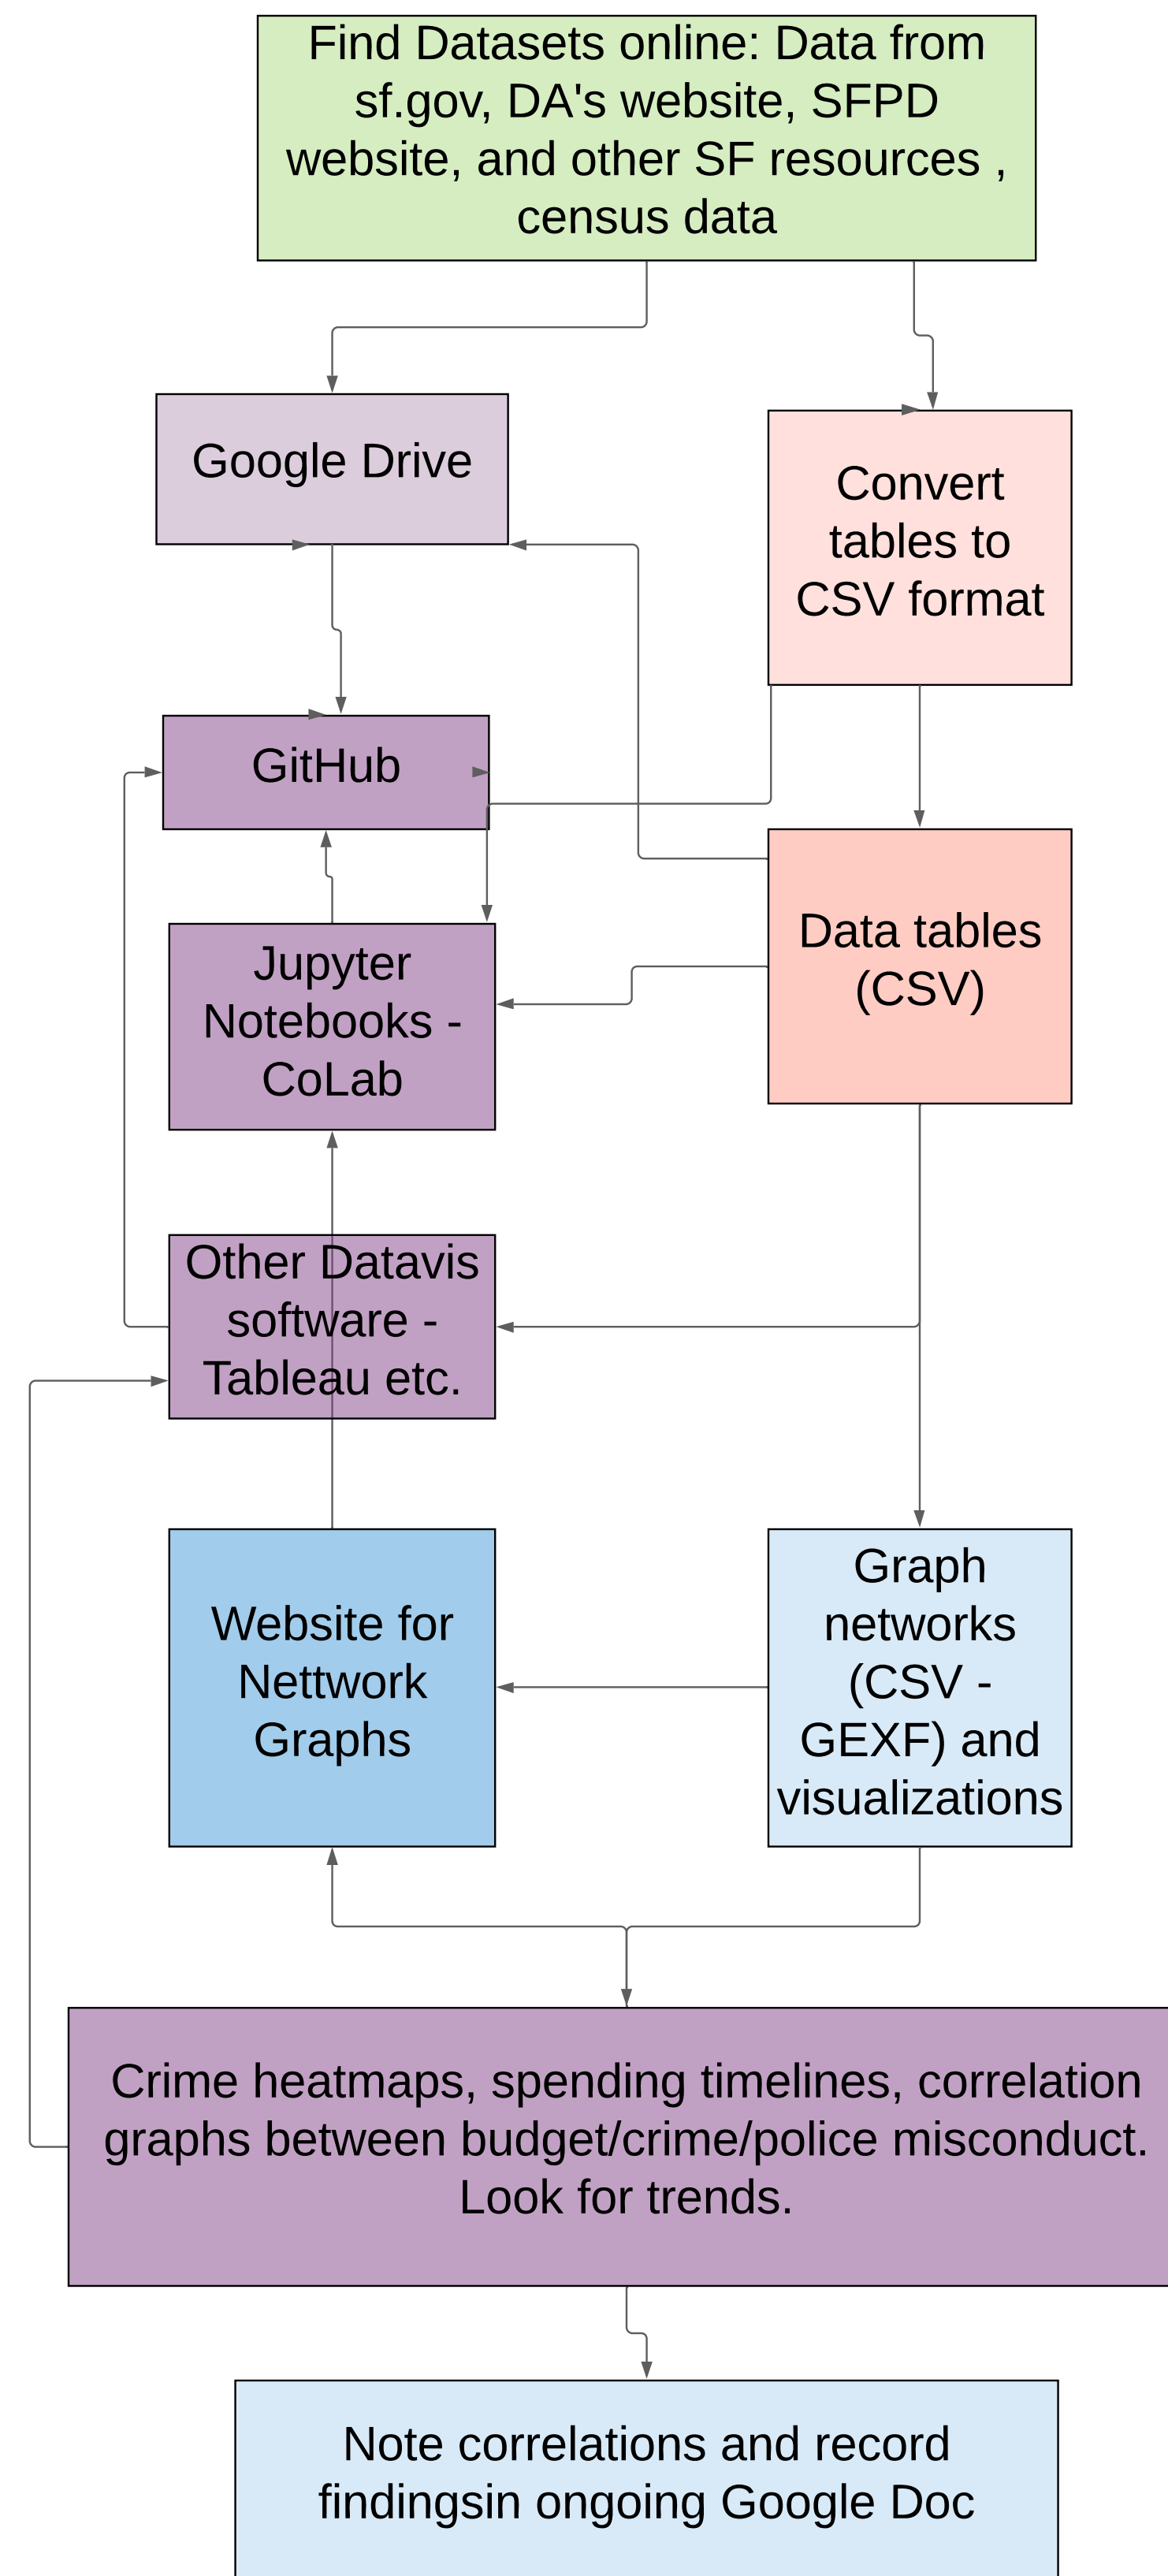 Find Datasets online: Data from
sf.gov, DA's website, SFPD
website, and other SF resources ,
census data
Google Drive
Convert
tables to
CSV format
GitHub
Data tables
(CSV)
Jupyter
Notebooks -
CoLab
Other Datavis
software -
Tableau etc.
Website for
Nettwork
Graphs
Graph
networks
(CSV -
GEXF) and
visualizations
Crime heatmaps, spending timelines, correlation
graphs between budget/crime/police misconduct.
Look for trends.
Note correlations and record
findingsin ongoing Google Doc